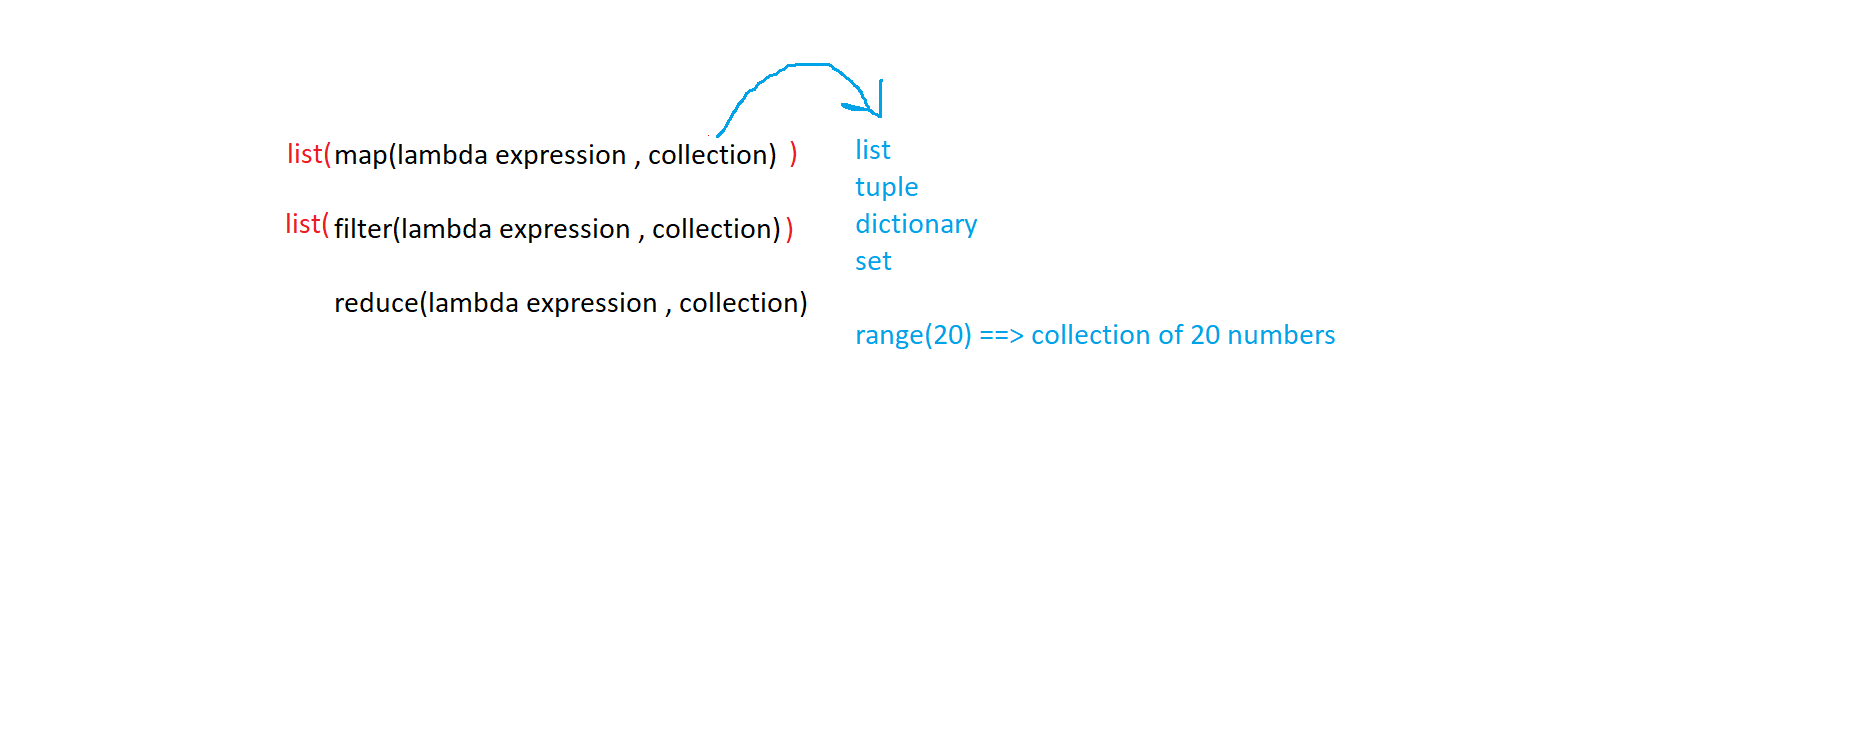 list( map(lambda expression , collection) )
list( filter(lambda expression , collection) )
reduce(lambda expression , collection)
list
tuple
dictionary
set
range(20) ==> collection of 20 numbers